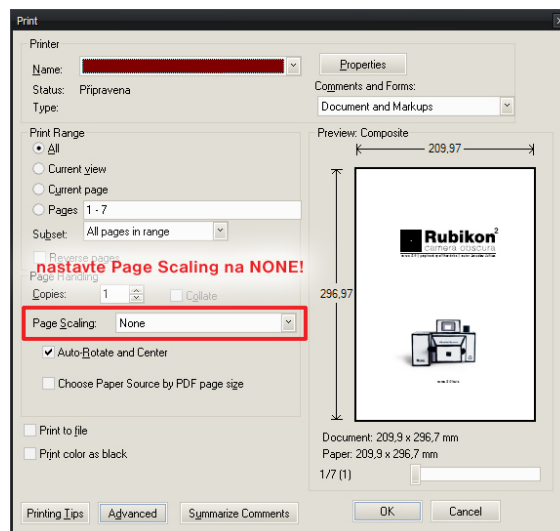 Print
Printer
Name:
Properties
Status: Připravena
Comments and Forms:
Type:
Document and Markups
Print Range
All
Current view
Current page
Pages 1 - 7
Subset: All pages in range
Reverse pages
nastavte Page Scaling na NONE!
Page Handling
Copies: 1 Collate
Page Scaling: None
Auto-Rotate and Center
Choose Paper Source by PDF page size
Print to file
Print color as black
Preview: Composite
209,97
Rubikon2
camera obscura
296,97
Document: 209,9 x 296,7 mm
Paper: 209,9 x 296,7 mm
1/7 (1)
Printing Tips
Advanced
Summarize Comments
OK
Cancel